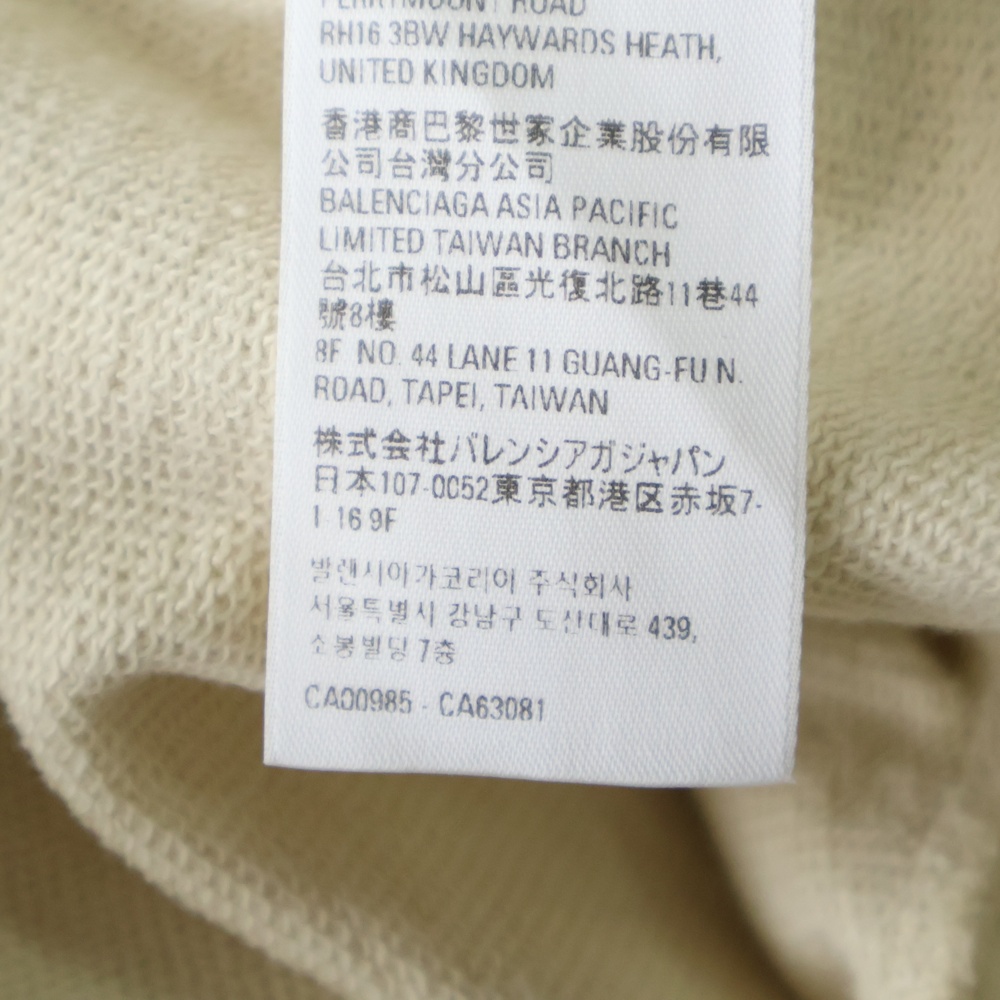 PERRYMOUNT ROAD
RH16 3BW HAYWARDS HEATH,
UNITED KINGDOM
香港商巴黎世家企業股份有限
公司台灣分公司
BALENCIAGA ASIA PACIFIC
LIMITED TAIWAN BRANCH
台北市松山區光復北路11巷44
號8樓
8F NO. 44 LANE 11 GUANG-FU N.
ROAD, TAPEI, TAIWAN
株式会社バレンシアガジャパン
日本107-0052東京都港区赤坂7-
1-16 9F
발렌시아가코리아 주식회사
서울특별시 강남구 도산대로 439,
소봉빌딩 7층
CA00985 - CA63081